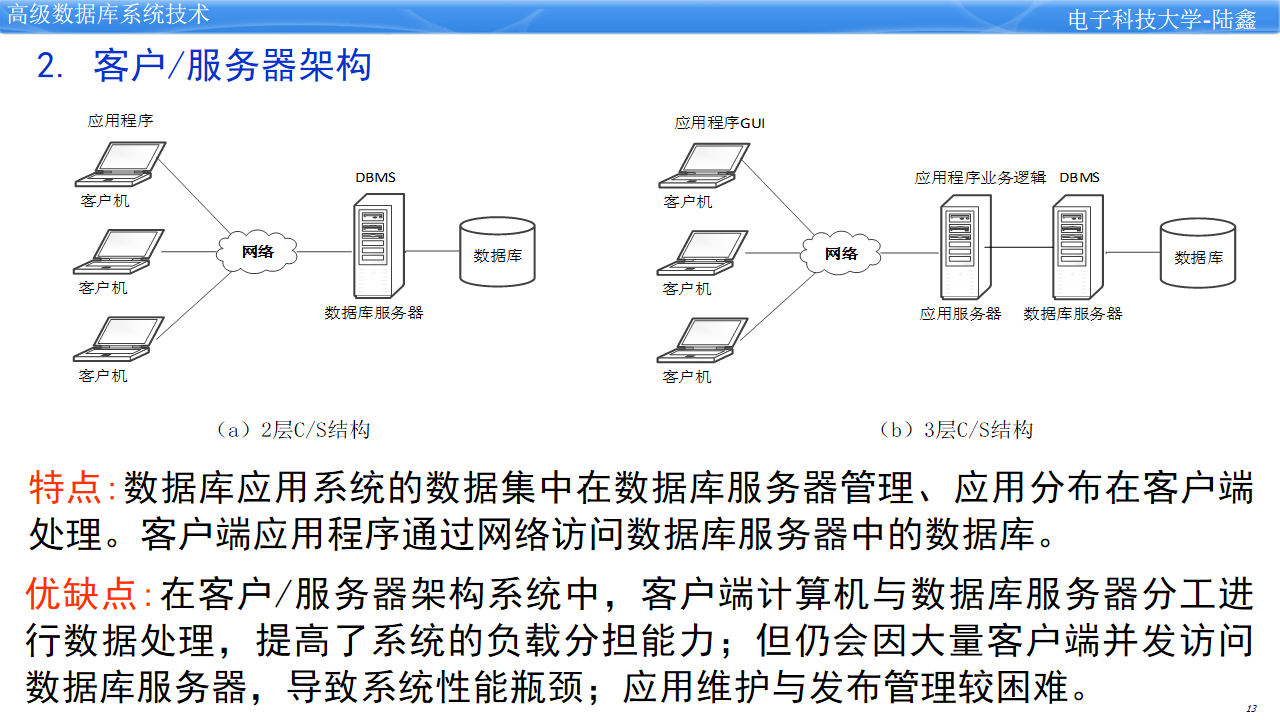 高级数据库系统技术
电子科技大学-陆鑫
2. 客户/服务器架构
应用程序
客户机
客户机
客户机
网络
DBMS
数据库服务器
数据库
（a）2层C/S结构
应用程序GUI
客户机
客户机
客户机
网络
应用程序业务逻辑
应用服务器
DBMS
数据库服务器
数据库
（b）3层C/S结构
特点:数据库应用系统的数据集中在数据库服务器管理、应用分布在客户端
处理。客户端应用程序通过网络访问数据库服务器中的数据库。
优缺点:在客户/服务器架构系统中，客户端计算机与数据库服务器分工进
行数据处理，提高了系统的负载分担能力；但仍会因大量客户端并发访问
数据库服务器，导致系统性能瓶颈；应用维护与发布管理较困难。
13